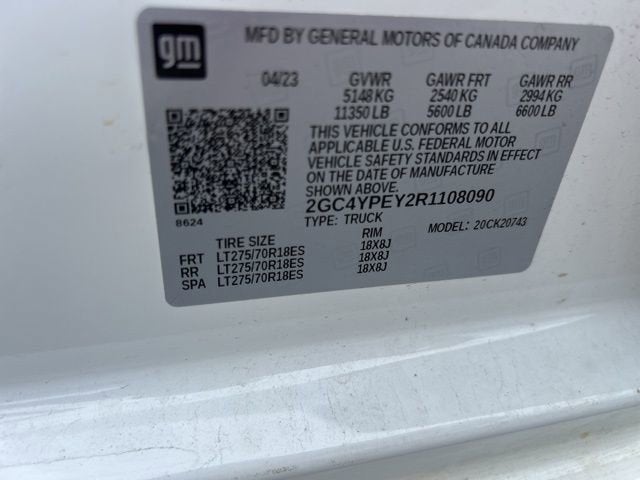 gm
MFD BY GENERAL MOTORS OF CANADA COMPANY
04/23 GVWR GAWR FRT GAWR RR
5148 KG 2540 KG 2994 KG
11350 LB 5600 LB 6600 LB
THIS VEHICLE CONFORMS TO ALL
APPLICABLE U.S. FEDERAL MOTOR
VEHICLE SAFETY STANDARDS IN EFFECT
ON THE DATE OF MANUFACTURE
SHOWN ABOVE.
8624
2GC4YPEY2R1108090
TYPE: TRUCK MODEL: 20CK20743
TIRE SIZE RIM
FRT LT275/70R18ES 18X8J
RR LT275/70R18ES 18X8J
SPA LT275/70R18ES 18X8J